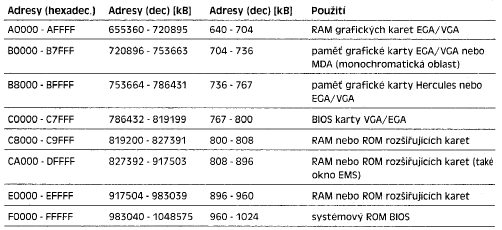 Adresy (hexadec.) Adresy (dec) [kB] Adresy (dec) [kB] Použití
A0000 - AFFFF 655360 - 720895 640 - 704 RAM grafických karet EGA/VGA
B0000 - B7FFF 720896 - 753663 704 - 736 paměť grafické karty EGA/VGA nebo
MDA (monochromatická oblast)
B8000 - BFFFF 753664 - 786431 736 - 767 paměť grafické karty Hercules nebo
EGA/VGA
C0000 - C7FFF 786432 - 819199 767 - 800 BIOS karty VGA/EGA
C8000 - C9FFF 819200 - 827391 800 - 808 RAM nebo ROM rozšiřujících karet
CA000 - DFFFF 827392 - 917503 808 - 896 RAM nebo ROM rozšiřujících karet (také
okno EMS)
E0000 - EFFFF 917504 - 983039 896 - 960 RAM nebo ROM rozšiřujících karet
F0000 - FFFFF 983040 - 1048575 960 - 1024 systémový ROM BIOS